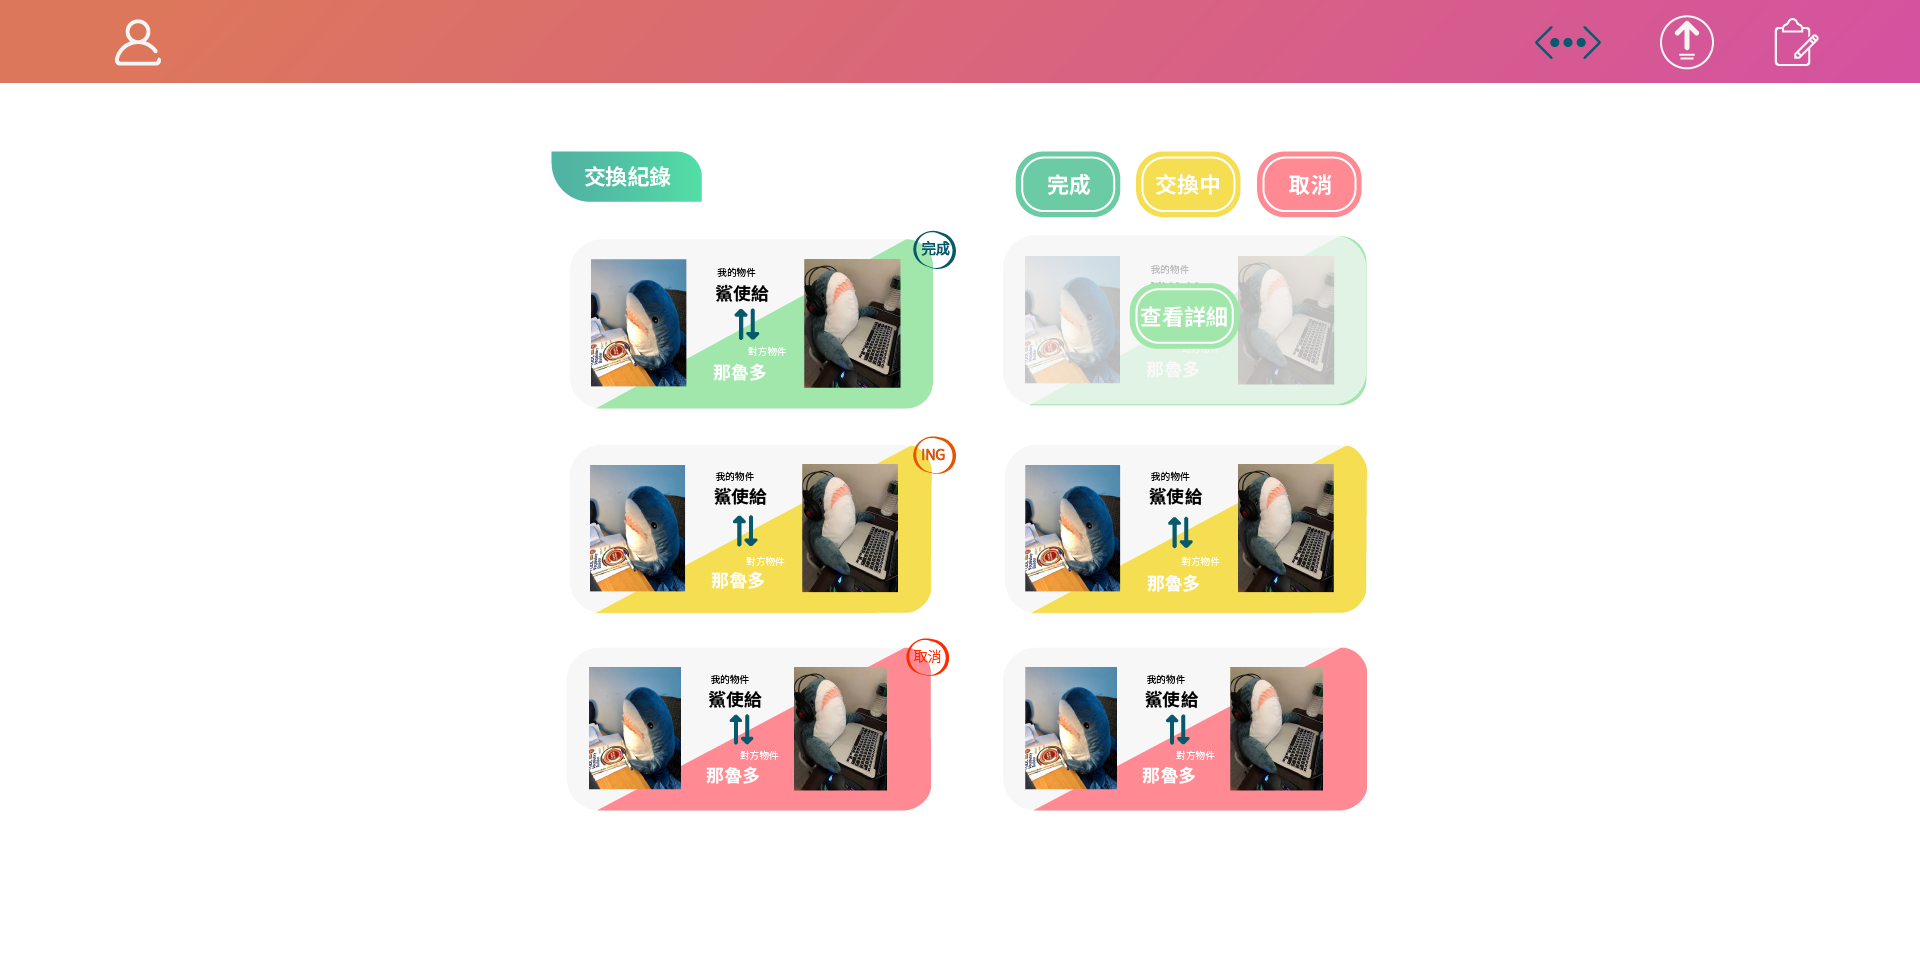 交換紀錄
完成
交換中
取消
完成
我的物件
鯊使給
對方物件
那魯多
我的物件
查看詳細
那魯多
ING
我的物件
鯊使給
對方物件
那魯多
我的物件
鯊使給
對方物件
那魯多
取消
我的物件
鯊使給
對方物件
那魯多
我的物件
鯊使給
對方物件
那魯多